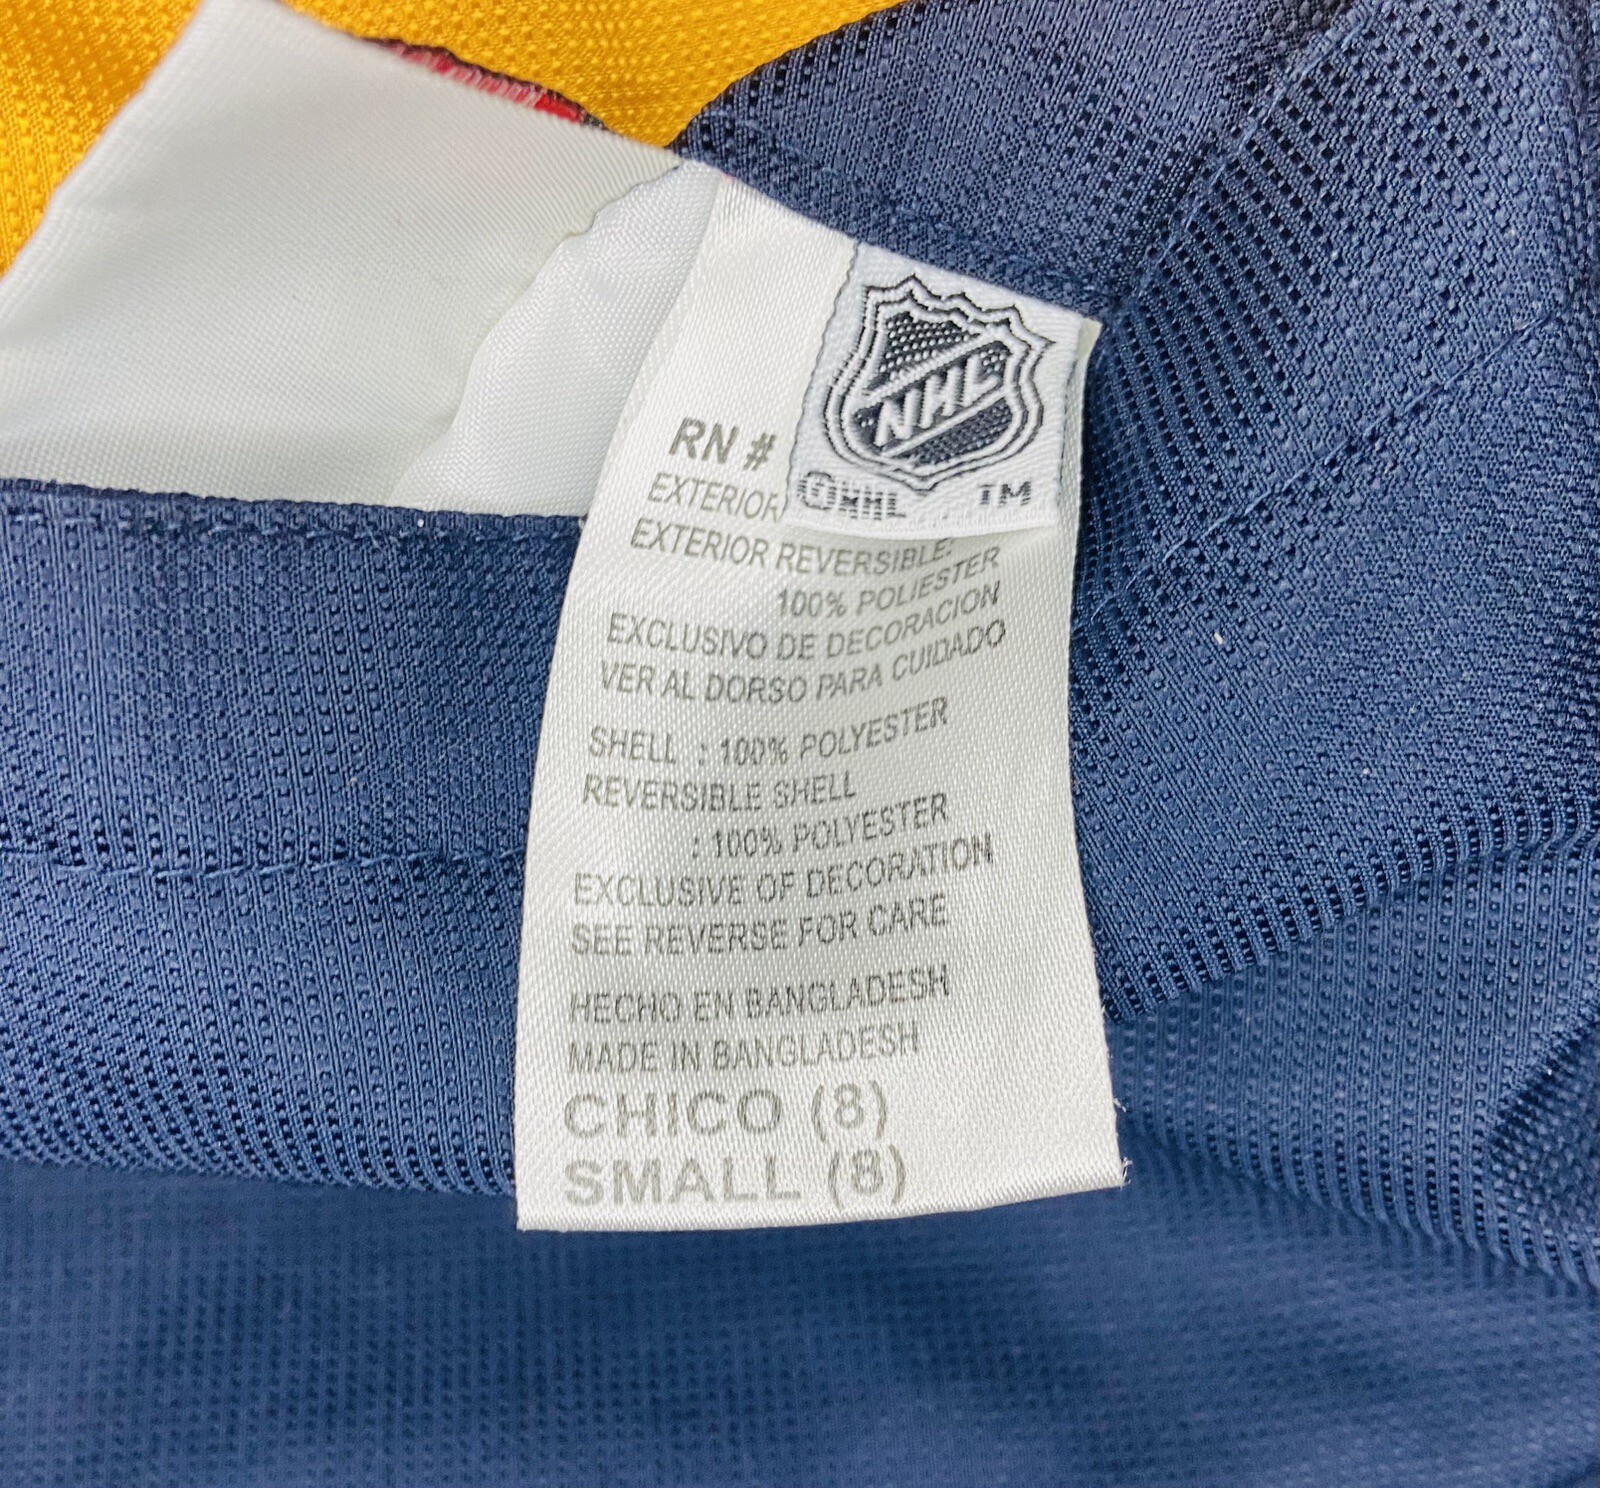 NHL
© NHL TM
RN #
EXTERIOR
EXTERIOR REVERSIBLE:
100% POLIESTER
EXCLUSIVO DE DECORACION
VER AL DORSO PARA CUIDADO
SHELL : 100% POLYESTER
REVERSIBLE SHELL
: 100% POLYESTER
EXCLUSIVE OF DECORATION
SEE REVERSE FOR CARE
HECHO EN BANGLADESH
MADE IN BANGLADESH
CHICO (8)
SMALL (8)